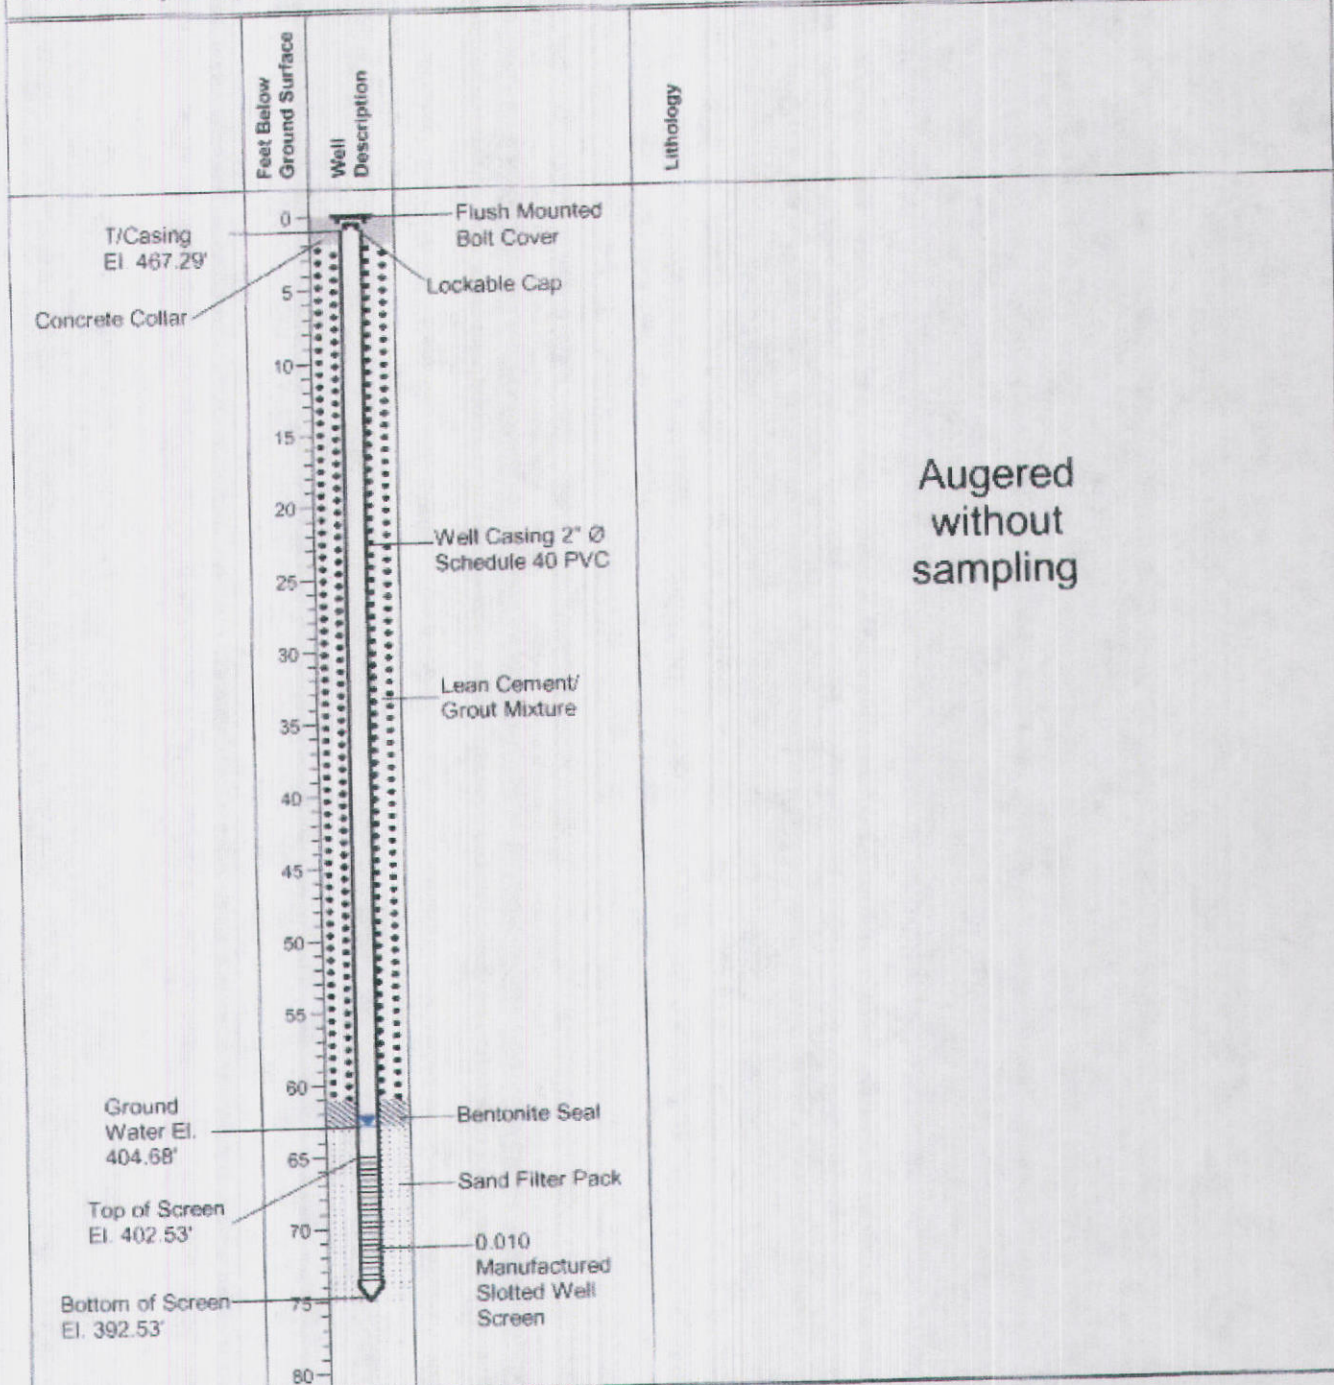 Feet Below
Ground Surface
Well
Description
Lithology
0
5
10
15
20
25
30
35
40
45
50
55
60
65
70
75
80
T/Casing
El. 467.29'
Concrete Collar
Flush Mounted
Bolt Cover
Lockable Cap
Well Casing 2" Ø
Schedule 40 PVC
Lean Cement/
Grout Mixture
Augered
without
sampling
Ground
Water El.
404.68'
Bentonite Seal
Top of Screen
El. 402.53'
Sand Filter Pack
0.010
Manufactured
Slotted Well
Screen
Bottom of Screen
El. 392.53'